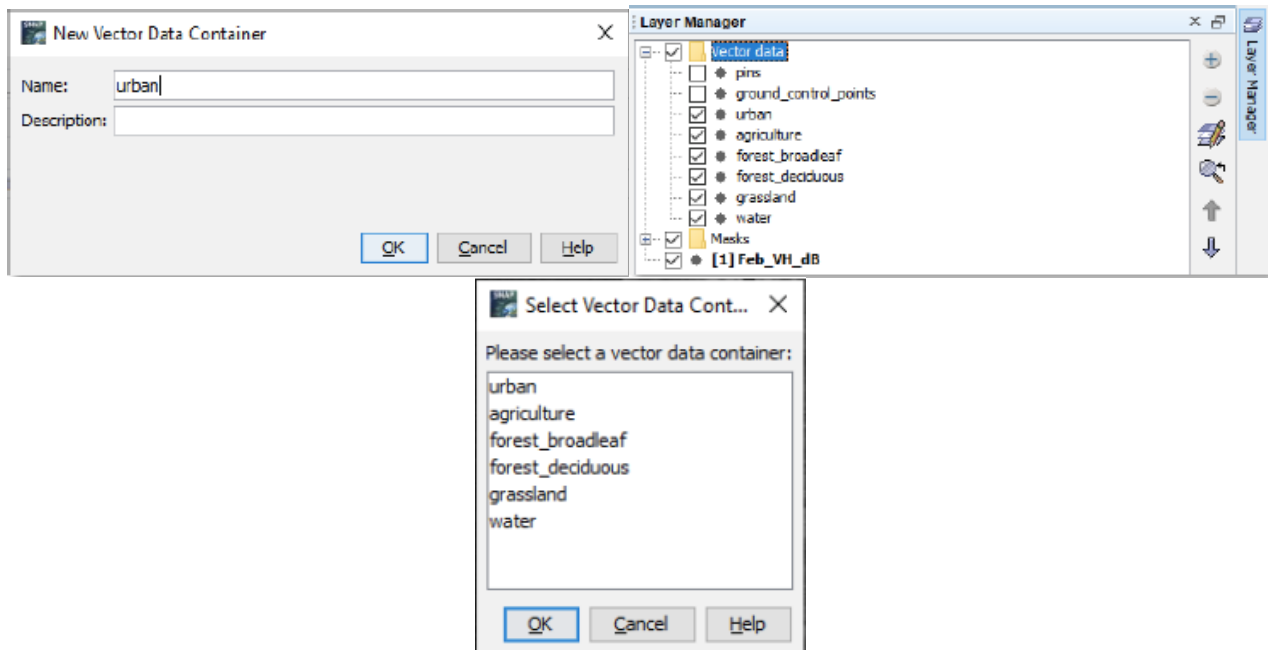 New Vector Data Container
Name: urban
Description:
OK Cancel Help
Layer Manager
Vector data
pins
ground_control_points
urban
agriculture
forest_broadleaf
forest_deciduous
grassland
water
Masks
[1] Feb_VH_dB
Layer Manager
Select Vector Data Cont...
Please select a vector data container:
urban
agriculture
forest_broadleaf
forest_deciduous
grassland
water
OK Cancel Help